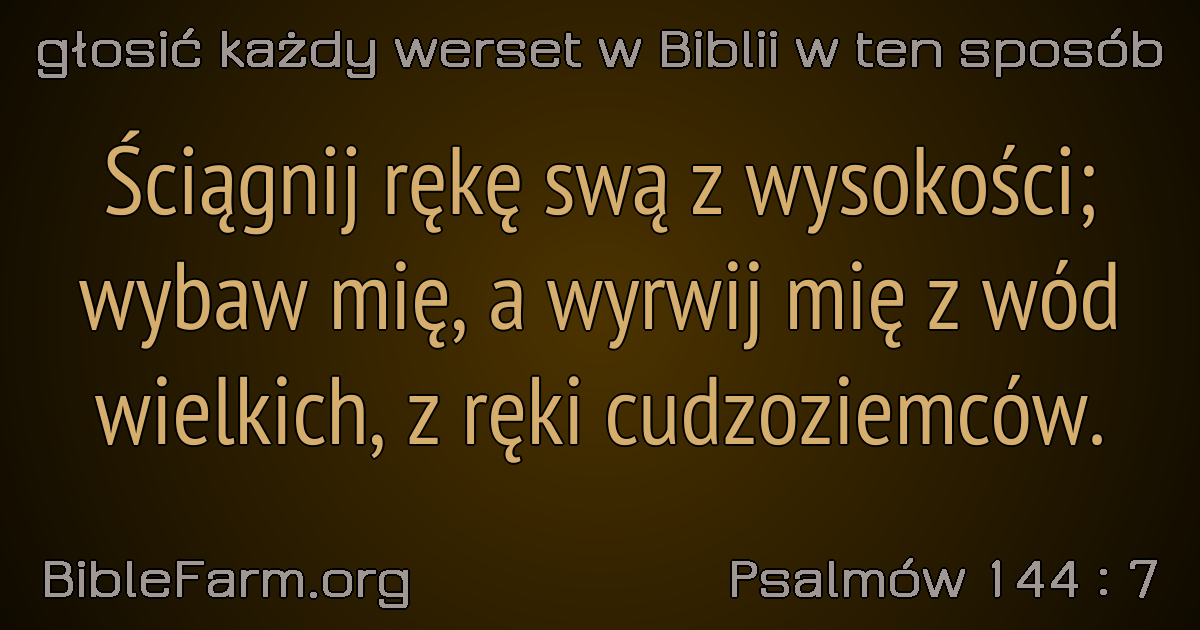 głosić każdy werset w Biblii w ten sposób
Ściągnij rękę swą z wysokości;
wybaw mię, a wyrwij mię z wód
wielkich, z ręki cudzoziemców.
BibleFarm.org
Psalmów 144 : 7